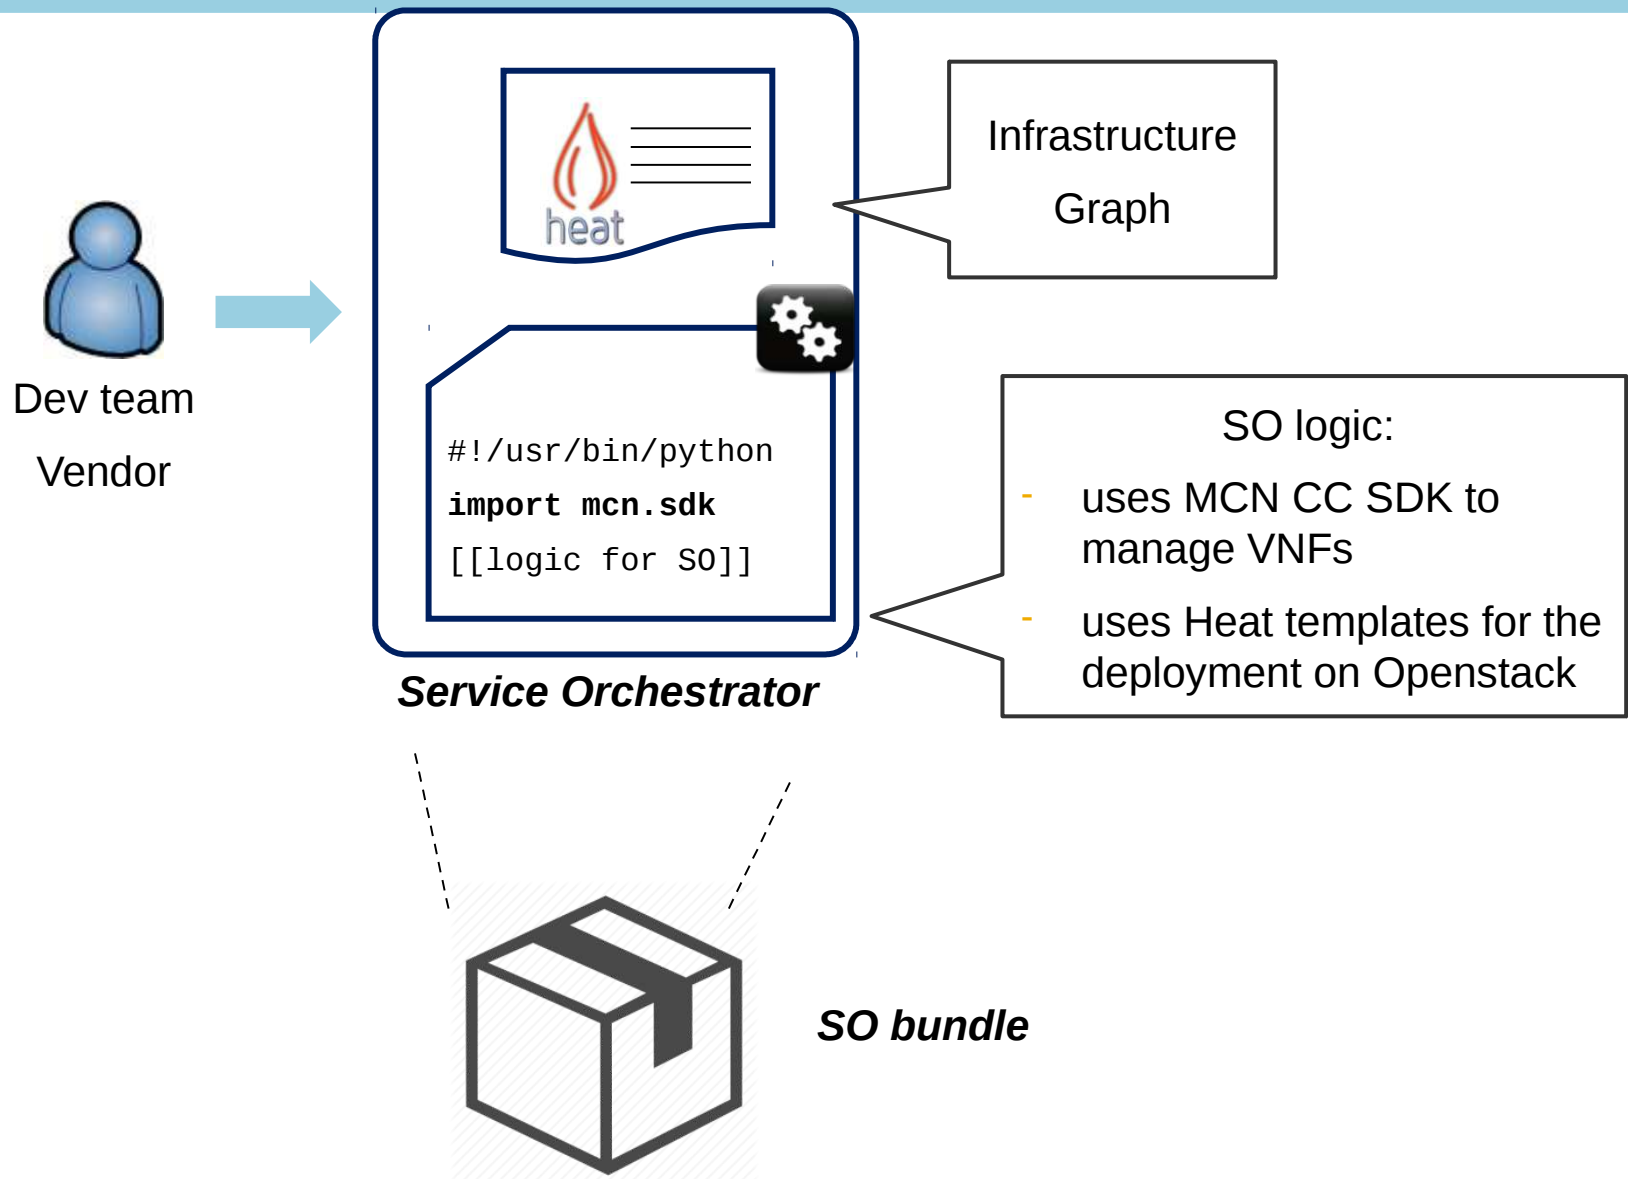 heat
Infrastructure
Graph
Dev team
Vendor
#!/usr/bin/python
import mcn.sdk
[[logic for SO]]
SO logic:
- uses MCN CC SDK to
manage VNFs
- uses Heat templates for the
deployment on Openstack
Service Orchestrator
SO bundle